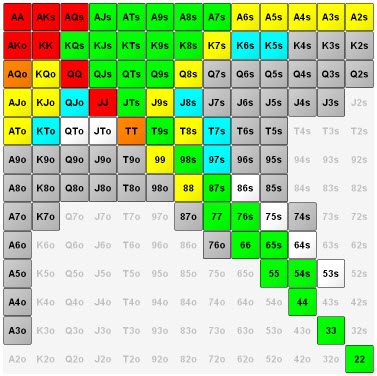 AA AKs AQs AJs ATs A9s A8s A7s A6s A5s A4s A3s A2s
AKo KK KQs KJs KTs K9s K8s K7s K6s K5s K4s K3s K2s
AQo KQo QQ QJs QTs Q9s Q8s Q7s Q6s Q5s Q4s Q3s Q2s
AJo KJo QJo JJ JTs J9s J8s J7s J6s J5s J4s J3s J2s
ATo KTo QTo JTo TT T9s T8s T7s T6s T5s T4s T3s T2s
A9o K9o Q9o J9o T9o 99 98s 97s 96s 95s 94s 93s 92s
A8o K8o Q8o J8o T8o 98o 88 87s 86s 85s 84s 83s 82s
A7o K7o Q7o J7o T7o 97o 87o 77 76s 75s 74s 73s 72s
A6o K6o Q6o J6o T6o 96o 86o 76o 66 65s 64s 63s 62s
A5o K5o Q5o J5o T5o 95o 85o 75o 65o 55 54s 53s 52s
A4o K4o Q4o J4o T4o 94o 84o 74o 64o 54o 44 43s 42s
A3o K3o Q3o J3o T3o 93o 83o 73o 63o 53o 43o 33 32s
A2o K2o Q2o J2o T2o 92o 82o 72o 62o 52o 42o 32o 22